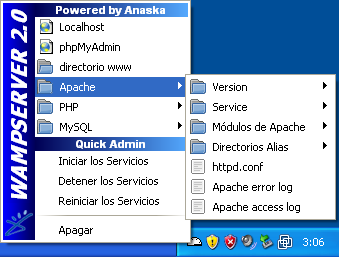 WAMPSERVER 2.0
Powered by Anaska
Localhost
phpMyAdmin
directorio www
Apache
PHP
MySQL
Quick Admin
Iniciar los Servicios
Detener los Servicios
Reiniciar los Servicios
Apagar
Version
Service
Módulos de Apache
Directorios Alias
httpd.conf
Apache error log
Apache access log
3:06